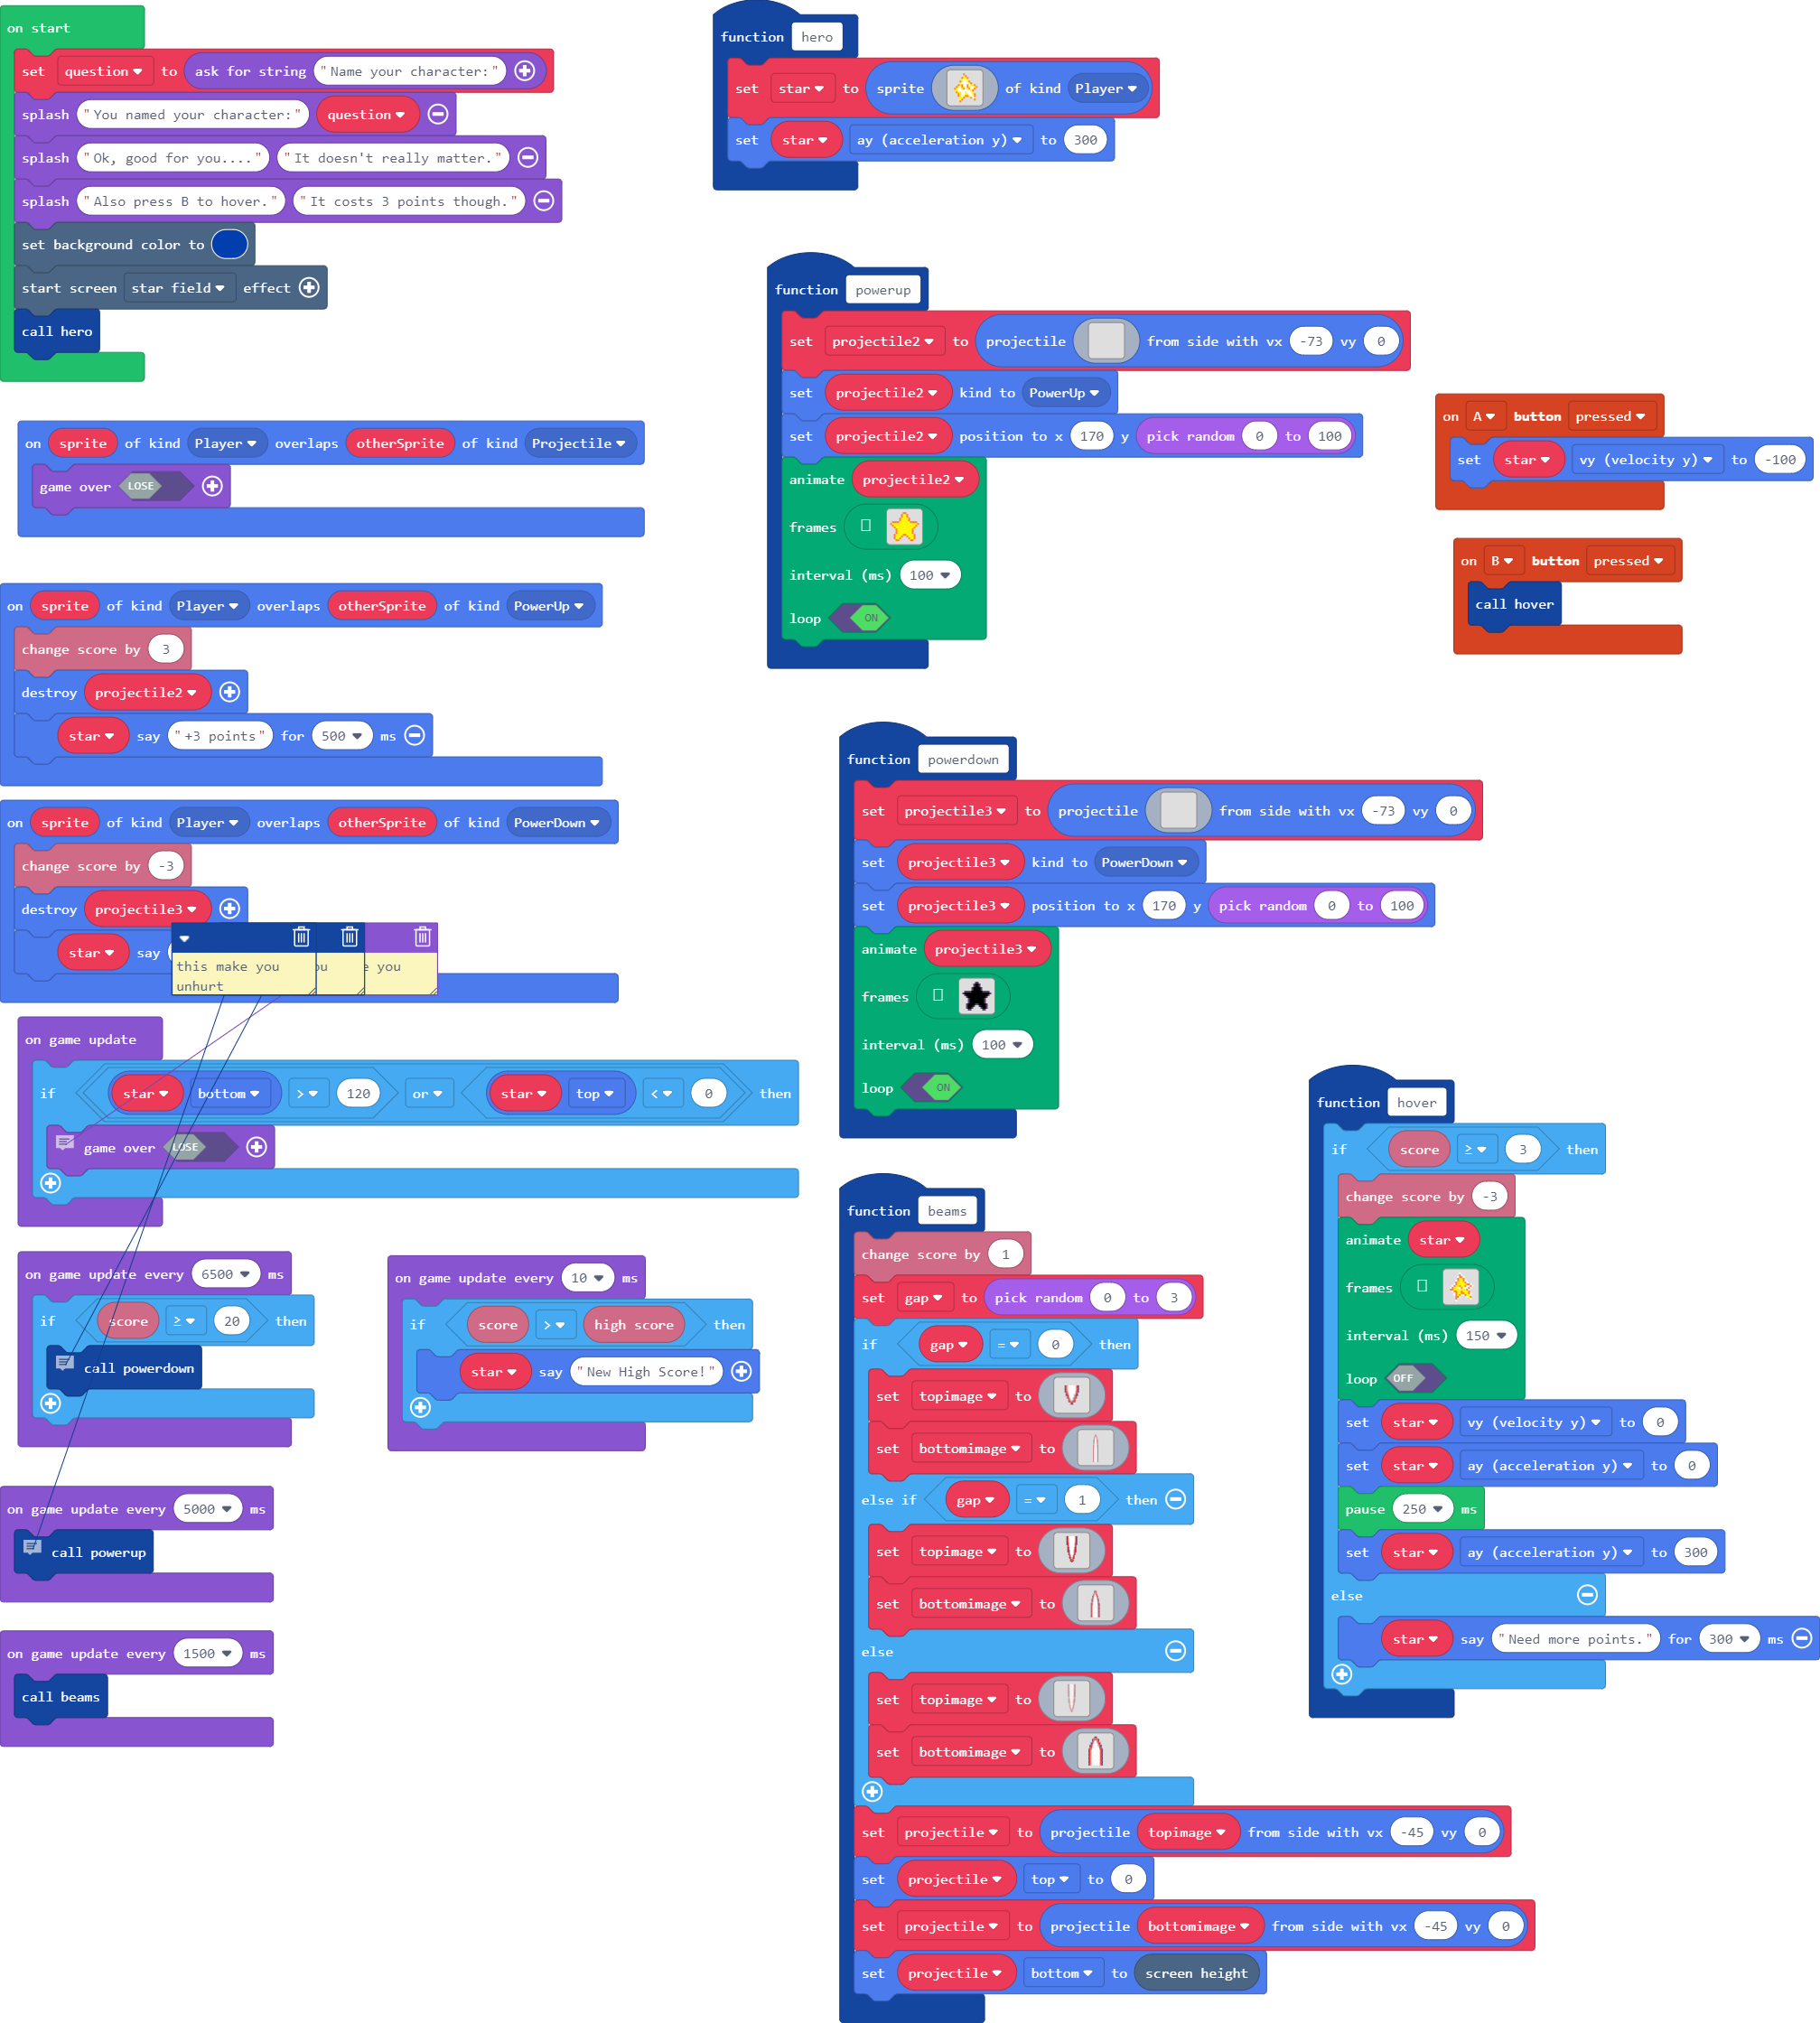 on start
set question to ask for string "Name your character:"
splash "You named your character:" question
splash "Ok, good for you...." "It doesn't really matter."
splash "Also press B to hover." "It costs 3 points though."
set background color to
start screen star field effect
call hero
on sprite of kind Player overlaps otherSprite of kind Projectile
game over LOSE
on sprite of kind Player overlaps otherSprite of kind PowerUp
change score by 3
destroy projectile2
star say "+3 points" for 500 ms
on sprite of kind Player overlaps otherSprite of kind PowerDown
change score by -3
destroy projectile3
star say
this make you
unhurt
you
on game update
if star bottom > 120 or star top < 0 then
game over LOSE
on game update every 6500 ms
if score ≥ 20 then
call powerdown
on game update every 10 ms
if score > high score then
star say "New High Score!"
on game update every 5000 ms
call powerup
on game update every 1500 ms
call beams
function hero
set star to sprite of kind Player
set star ay (acceleration y) to 300
function powerup
set projectile2 to projectile from side with vx -73 vy 0
set projectile2 kind to PowerUp
set projectile2 position to x 170 y pick random 0 to 100
animate projectile2
frames
interval (ms) 100
loop ON
function powerdown
set projectile3 to projectile from side with vx -73 vy 0
set projectile3 kind to PowerDown
set projectile3 position to x 170 y pick random 0 to 100
animate projectile3
frames
interval (ms) 100
loop ON
function beams
change score by 1
set gap to pick random 0 to 3
if gap = 0 then
set topimage to
set bottomimage to
else if gap = 1 then
set topimage to
set bottomimage to
else
set topimage to
set bottomimage to
set projectile to projectile topimage from side with vx -45 vy 0
set projectile top to 0
set projectile to projectile bottomimage from side with vx -45 vy 0
set projectile bottom to screen height
on A button pressed
set star vy (velocity y) to -100
on B button pressed
call hover
function hover
if score ≥ 3 then
change score by -3
animate star
frames
interval (ms) 150
loop OFF
set star vy (velocity y) to 0
set star ay (acceleration y) to 0
pause 250 ms
set star ay (acceleration y) to 300
else
star say "Need more points." for 300 ms